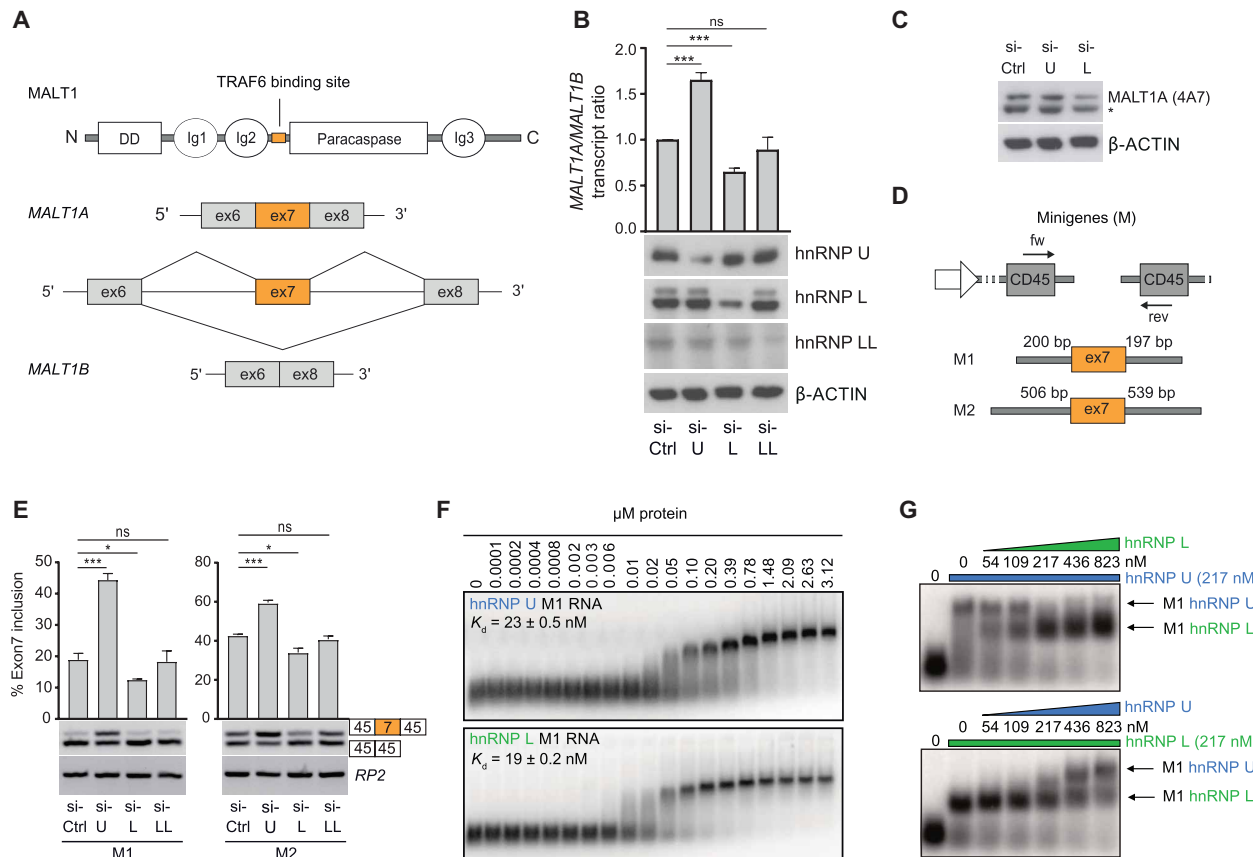 A
MALT1
TRAF6 binding site
N DD Ig1 Ig2 Paracaspase Ig3 C
MALT1A
5' ex6 ex7 ex8 3'
5' ex6 ex7 ex8 3'
MALT1B
5' ex6 ex8 3'
B
MALT1A/MALT1B
transcript ratio
2.0
1.5
1.0
0.5
0.0
ns
***
***
hnRNP U
hnRNP L
hnRNP LL
β-ACTIN
si- si- si- si-
Ctrl U L LL
C
si- si- si-
Ctrl U L
MALT1A (4A7)
*
β-ACTIN
D
Minigenes (M)
fw
CD45 CD45
rev
200 bp 197 bp
M1 ex7
506 bp 539 bp
M2 ex7
E
% Exon7 inclusion
50
40
30
20
10
0
ns
*
***
80
60
40
20
0
ns
*
***
45 7 45
45 45
RP2
si- si- si- si- si- si- si- si-
Ctrl U L LL Ctrl U L LL
M1 M2
F
µM protein
0 0.0001 0.0002 0.0004 0.0008 0.002 0.003 0.006 0.01 0.02 0.05 0.10 0.20 0.39 0.78 1.48 2.09 2.63 3.12
hnRNP U M1 RNA
Kd = 23 ± 0.5 nM
hnRNP L M1 RNA
Kd = 19 ± 0.2 nM
G
hnRNP L
0 0 54 109 217 436 823 nM
hnRNP U (217 nM
M1 hnRNP U
M1 hnRNP L
hnRNP U
0 0 54 109 217 436 823 nM
hnRNP L (217 nM
M1 hnRNP U
M1 hnRNP L